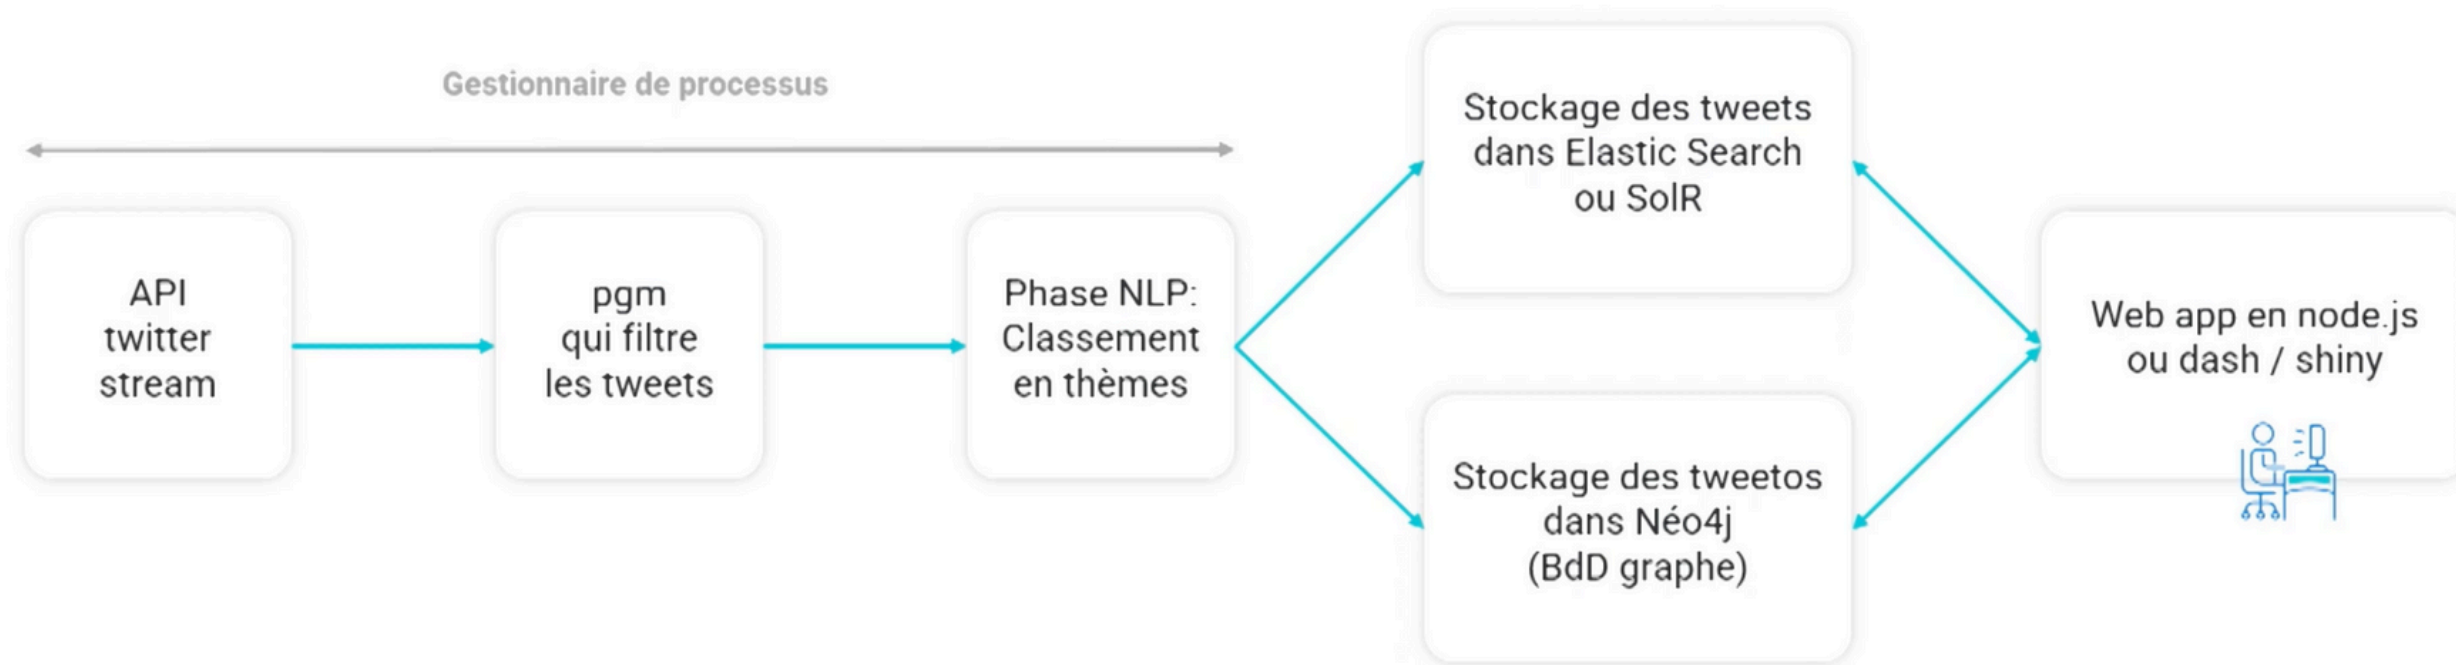 Gestionnaire de processus
API
twitter
stream
pgm
qui filtre
les tweets
Phase NLP:
Classement
en thèmes
Stockage des tweets
dans Elastic Search
ou SolR
Stockage des tweetos
dans Néo4j
(BdD graphe)
Web app en node.js
ou dash / shiny